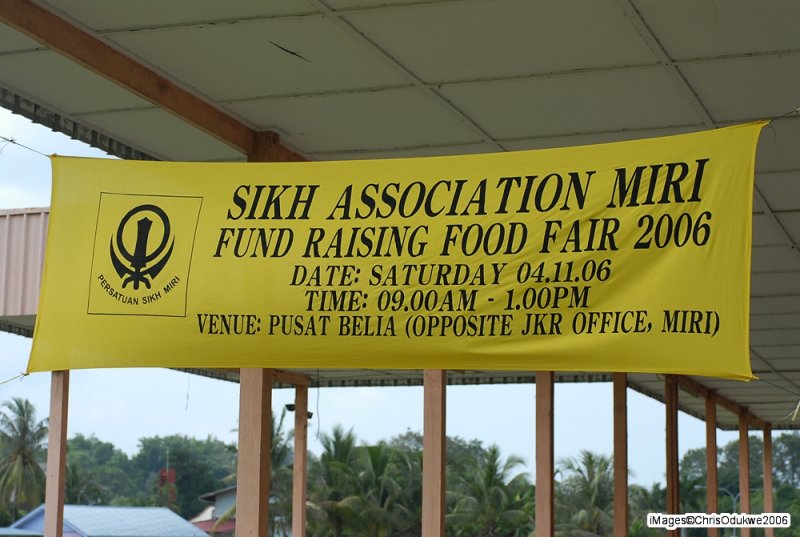 SIKH ASSOCIATION MIRI
FUND RAISING FOOD FAIR 2006
DATE: SATURDAY 04.11.06
TIME: 09.00AM - 1.00PM
VENUE: PUSAT BELIA (OPPOSITE JKR OFFICE, MIRI)
PERSATUAN SIKH MIRI
iMages©ChrisOdukwe2006